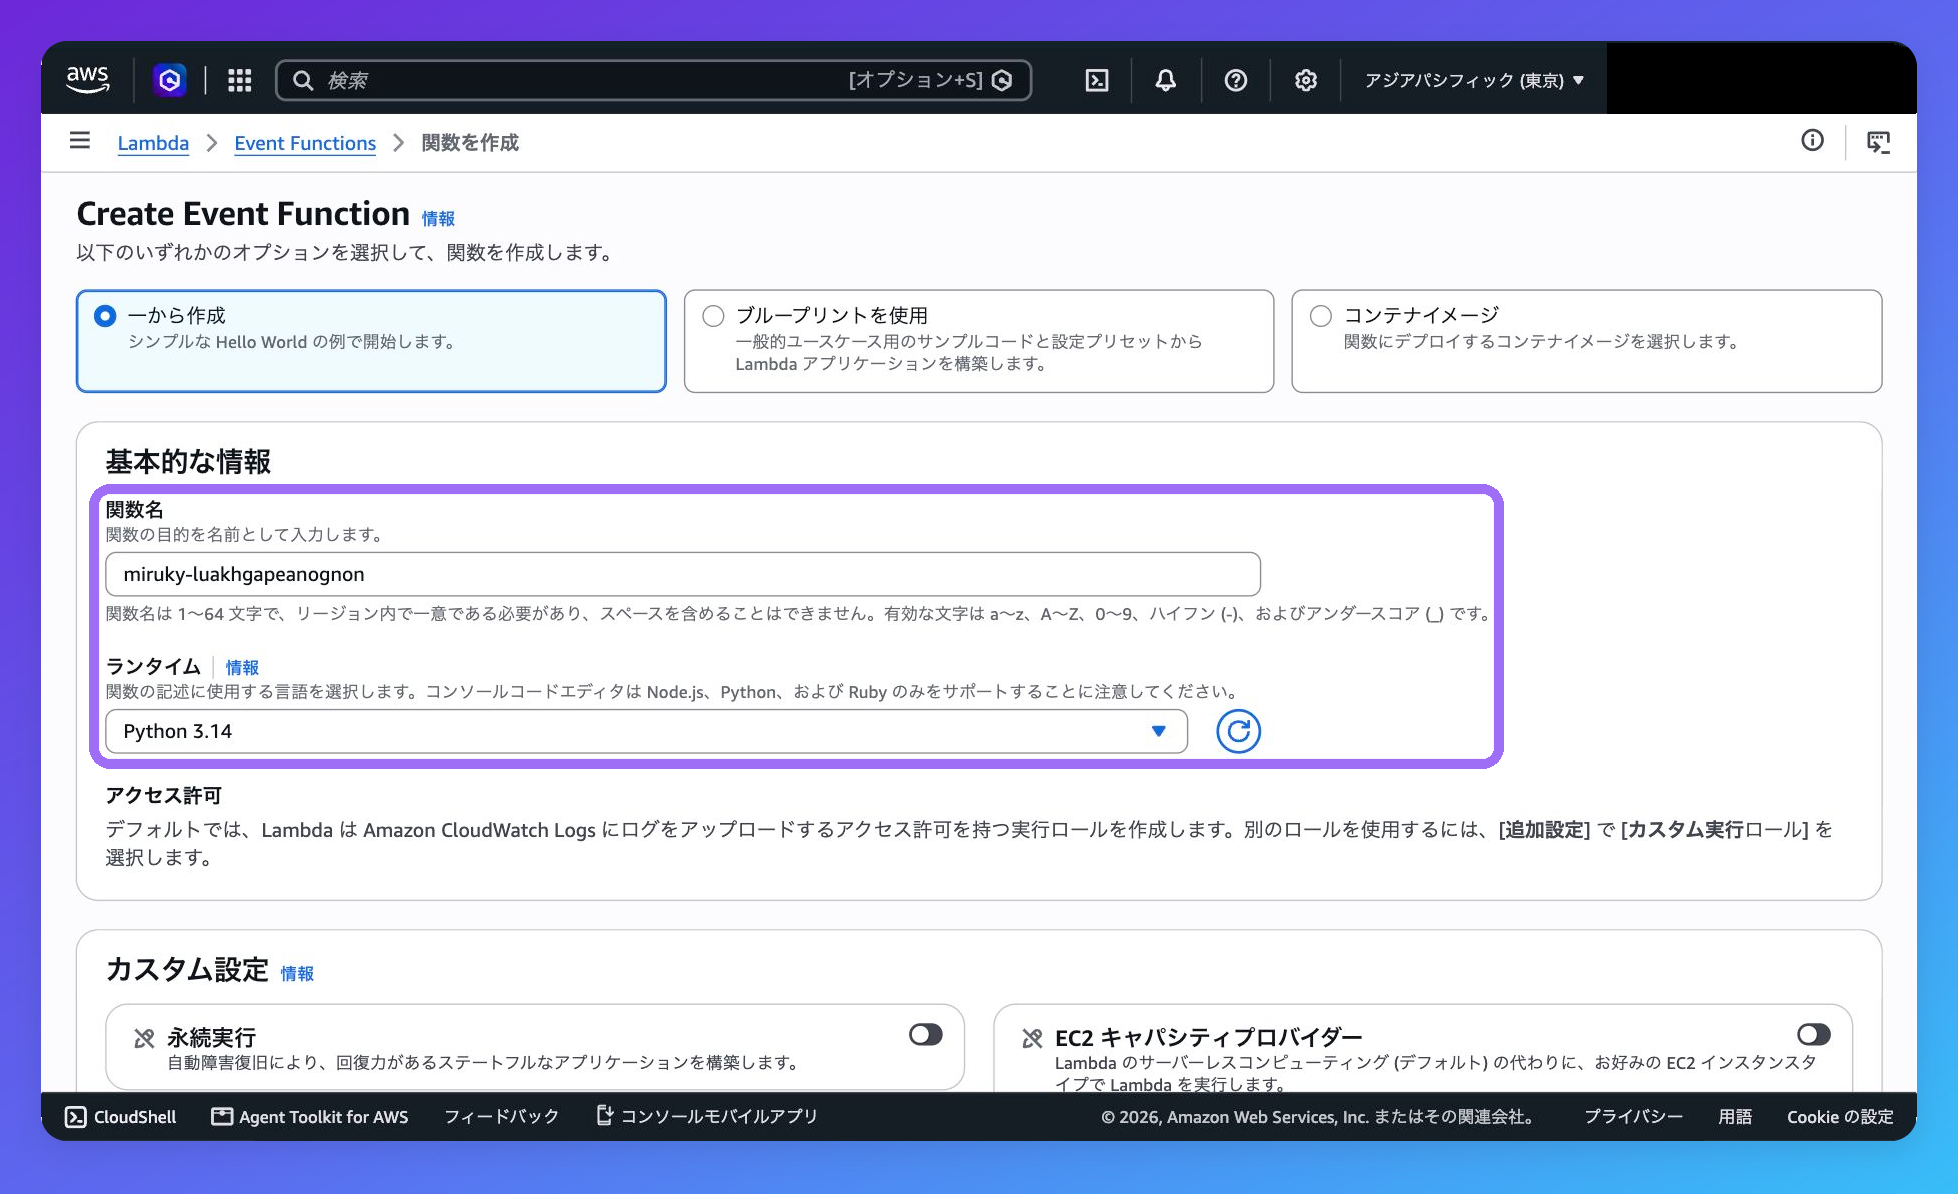 aws
検索
[オプション+S]
アジアパシフィック (東京) ▼
Lambda > Event Functions > 関数を作成
Create Event Function 情報
以下のいずれかのオプションを選択して、関数を作成します。
一から作成
シンプルな Hello World の例で開始します。
ブループリントを使用
一般的ユースケース用のサンプルコードと設定プリセットから
Lambda アプリケーションを構築します。
コンテナイメージ
関数にデプロイするコンテナイメージを選択します。
基本的な情報
関数名
関数の目的を名前として入力します。
miruky-luakhgapeanognon
関数名は 1〜64 文字で、リージョン内で一意である必要があり、スペースを含めることはできません。有効な文字は a〜z、A〜Z、0〜9、ハイフン (-)、およびアンダースコア (_) です。
ランタイム 情報
関数の記述に使用する言語を選択します。コンソールコードエディタは Node.js、Python、および Ruby のみをサポートすることに注意してください。
Python 3.14
アクセス許可
デフォルトでは、Lambda は Amazon CloudWatch Logs にログをアップロードするアクセス許可を持つ実行ロールを作成します。別のロールを使用するには、[追加設定] で [カスタム実行ロール] を
選択します。
カスタム設定 情報
永続実行
自動障害復旧により、回復力があるステートフルなアプリケーションを構築します。
EC2 キャパシティプロバイダー
Lambda のサーバーレスコンピューティング (デフォルト) の代わりに、お好みの EC2 インスタンスタ
イプで Lambda を実行します。
CloudShell
Agent Toolkit for AWS
フィードバック
コンソールモバイルアプリ
© 2026, Amazon Web Services, Inc. またはその関連会社。
プライバシー
用語
Cookie の設定